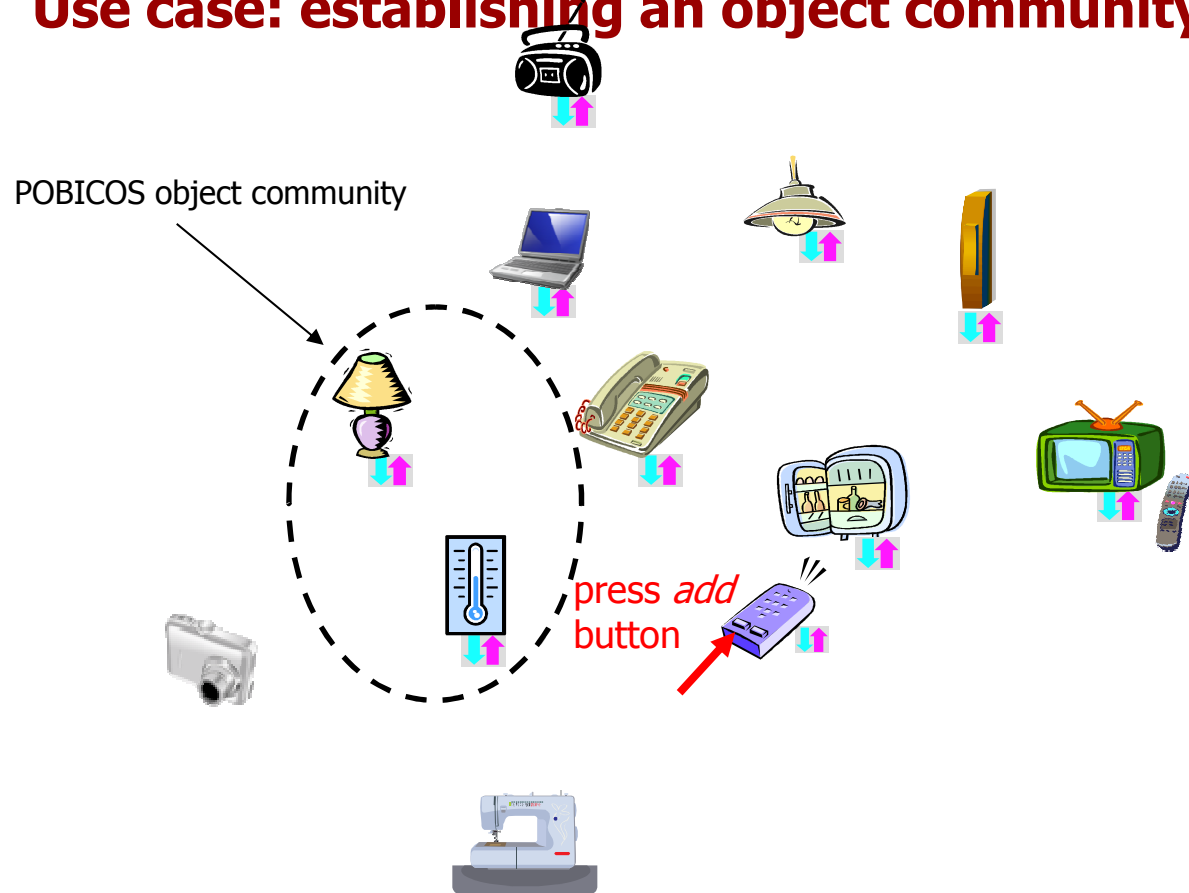 Use case: establishing an object community
POBICOS object community
press add
button